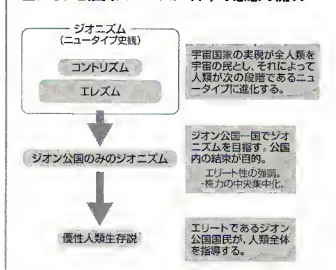 ジオニズム
(ニュータイプ史観)
コントリズム
エレズム
宇宙国家の実現が全人類を
宇宙の民とし、それによって
人類が次の段階であるニュ
ータイプに進化する。
ジオン公国のみのジオニズム
ジオン公国一国でジオ
ニズムを目指す。公国
内の結束が目的。
・エリート性の強調。
・権力の中央集中化。
優性人類生存説
エリートであるジオン
公国国民が、人類全体
を指導する。